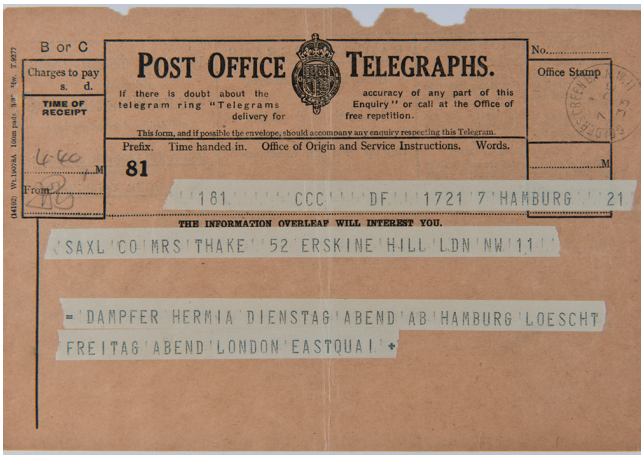 B or C
Charges to pay
s. d.
TIME OF
RECEIPT
4.40
M
From
POST OFFICE TELEGRAPHS.
If there is doubt about the accuracy of any part of this
telegram ring "Telegrams Enquiry" or call at the Office of
delivery for free repetition.
This form, and if possible the envelope, should accompany any enquiry respecting this Telegram.
Prefix. Time handed in. Office of Origin and Service Instructions. Words.
81
No.
Office Stamp
M
161 CCC DF 1721 7 HAMBURG 21
THE INFORMATION OVERLEAF WILL INTEREST YOU.
SAXL CO MRS THAKE 52 ERSKINE HILL LDN NW 11
= DAMPFER HERMIA DIENSTAG ABEND AB HAMBURG LOESCHT
FREITAG ABEND LONDON EASTQUAI +